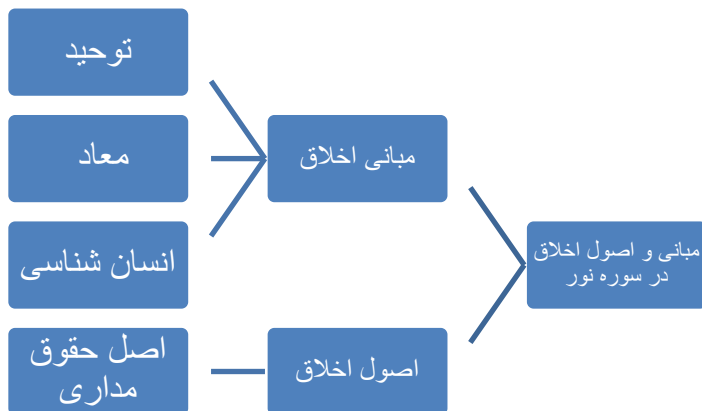 مبانی و اصول اخلاق
در سوره نور
مبانی اخلاق
توحید
معاد
انسان شناسی
اصول اخلاق
اصل حقوق
مداری